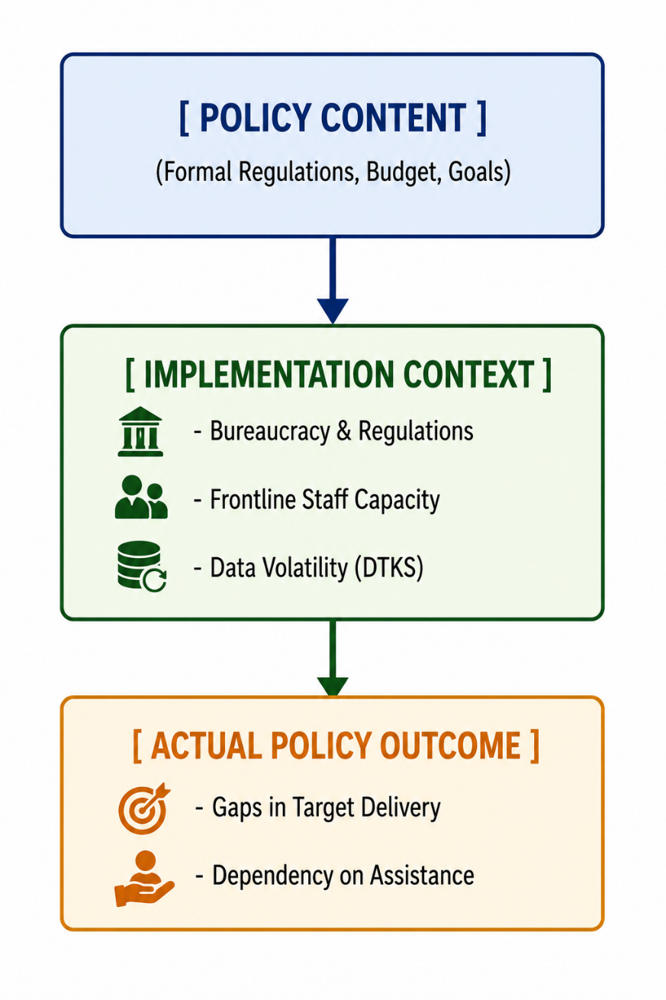 [ POLICY CONTENT ]
(Formal Regulations, Budget, Goals)
[ IMPLEMENTATION CONTEXT ]
- Bureaucracy & Regulations
- Frontline Staff Capacity
- Data Volatility (DTKS)
[ ACTUAL POLICY OUTCOME ]
- Gaps in Target Delivery
- Dependency on Assistance